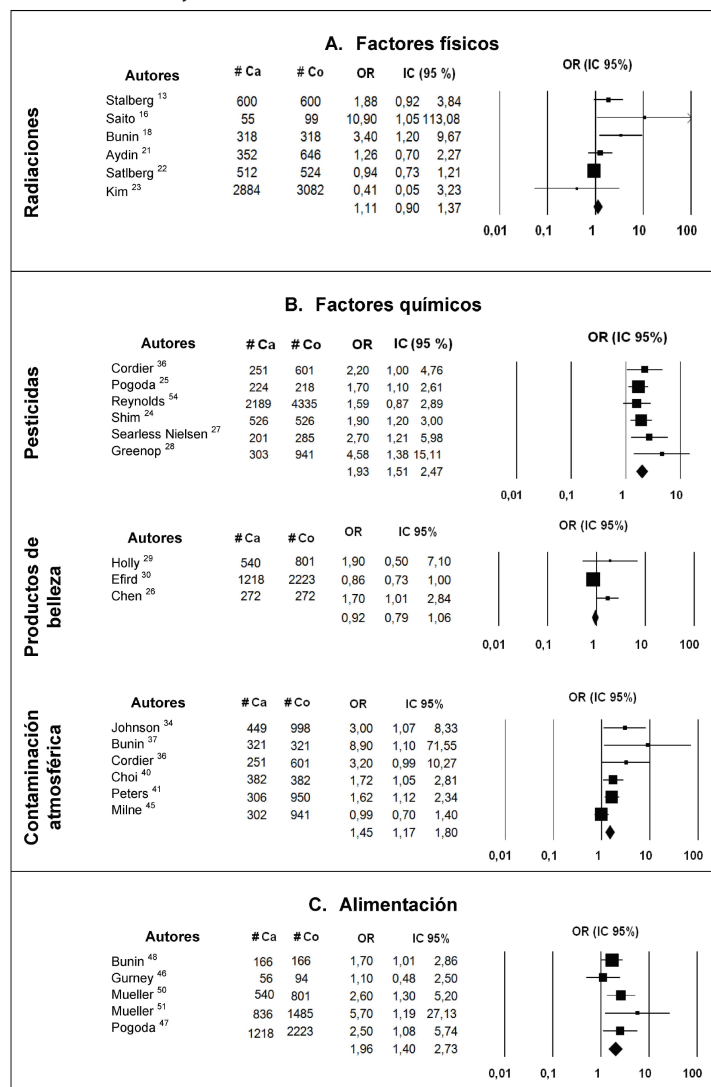 A. Factores físicos
Radiaciones
Autores # Ca # Co OR IC (95 %) OR (IC 95%)
Stalberg 13 600 600 1,88 0,92 3,84
Saito 16 55 99 10,90 1,05 113,08
Bunin 18 318 318 3,40 1,20 9,67
Aydin 21 352 646 1,26 0,70 2,27
Satlberg 22 512 524 0,94 0,73 1,21
Kim 23 2884 3082 0,41 0,05 3,23
1,11 0,90 1,37
0,01 0,1 1 10 100
B. Factores químicos
Pesticidas
Autores # Ca # Co OR IC (95 %) OR (IC 95%)
Cordier 36 251 601 2,20 1,00 4,76
Pogoda 25 224 218 1,70 1,10 2,61
Reynolds 54 2189 4335 1,59 0,87 2,89
Shim 24 526 526 1,90 1,20 3,00
Searless Nielsen 27 201 285 2,70 1,21 5,98
Greenop 28 303 941 4,58 1,38 15,11
1,93 1,51 2,47
0,01 0,1 1 10
Productos de
belleza
Autores # Ca # Co OR IC 95% OR (IC 95%)
Holly 29 540 801 1,90 0,50 7,10
Efird 30 1218 2223 0,86 0,73 1,00
Chen 26 272 272 1,70 1,01 2,84
0,92 0,79 1,06
0,01 0,1 1 10 100
Contaminación
atmosférica
Autores # Ca # Co OR IC 95% OR (IC 95%)
Johnson 34 449 998 3,00 1,07 8,33
Bunin 37 321 321 8,90 1,10 71,55
Cordier 36 251 601 3,20 0,99 10,27
Choi 40 382 382 1,72 1,05 2,81
Peters 41 306 950 1,62 1,12 2,34
Milne 45 302 941 0,99 0,70 1,40
1,45 1,17 1,80
0,01 0,1 1 10 100
C. Alimentación
Autores # Ca # Co OR IC 95% OR (IC 95%)
Bunin 48 166 166 1,70 1,01 2,86
Gurney 46 56 94 1,10 0,48 2,50
Mueller 50 540 801 2,60 1,30 5,20
Mueller 51 836 1485 5,70 1,19 27,13
Pogoda 47 1218 2223 2,50 1,08 5,74
1,96 1,40 2,73
0,01 0,1 1 10 100